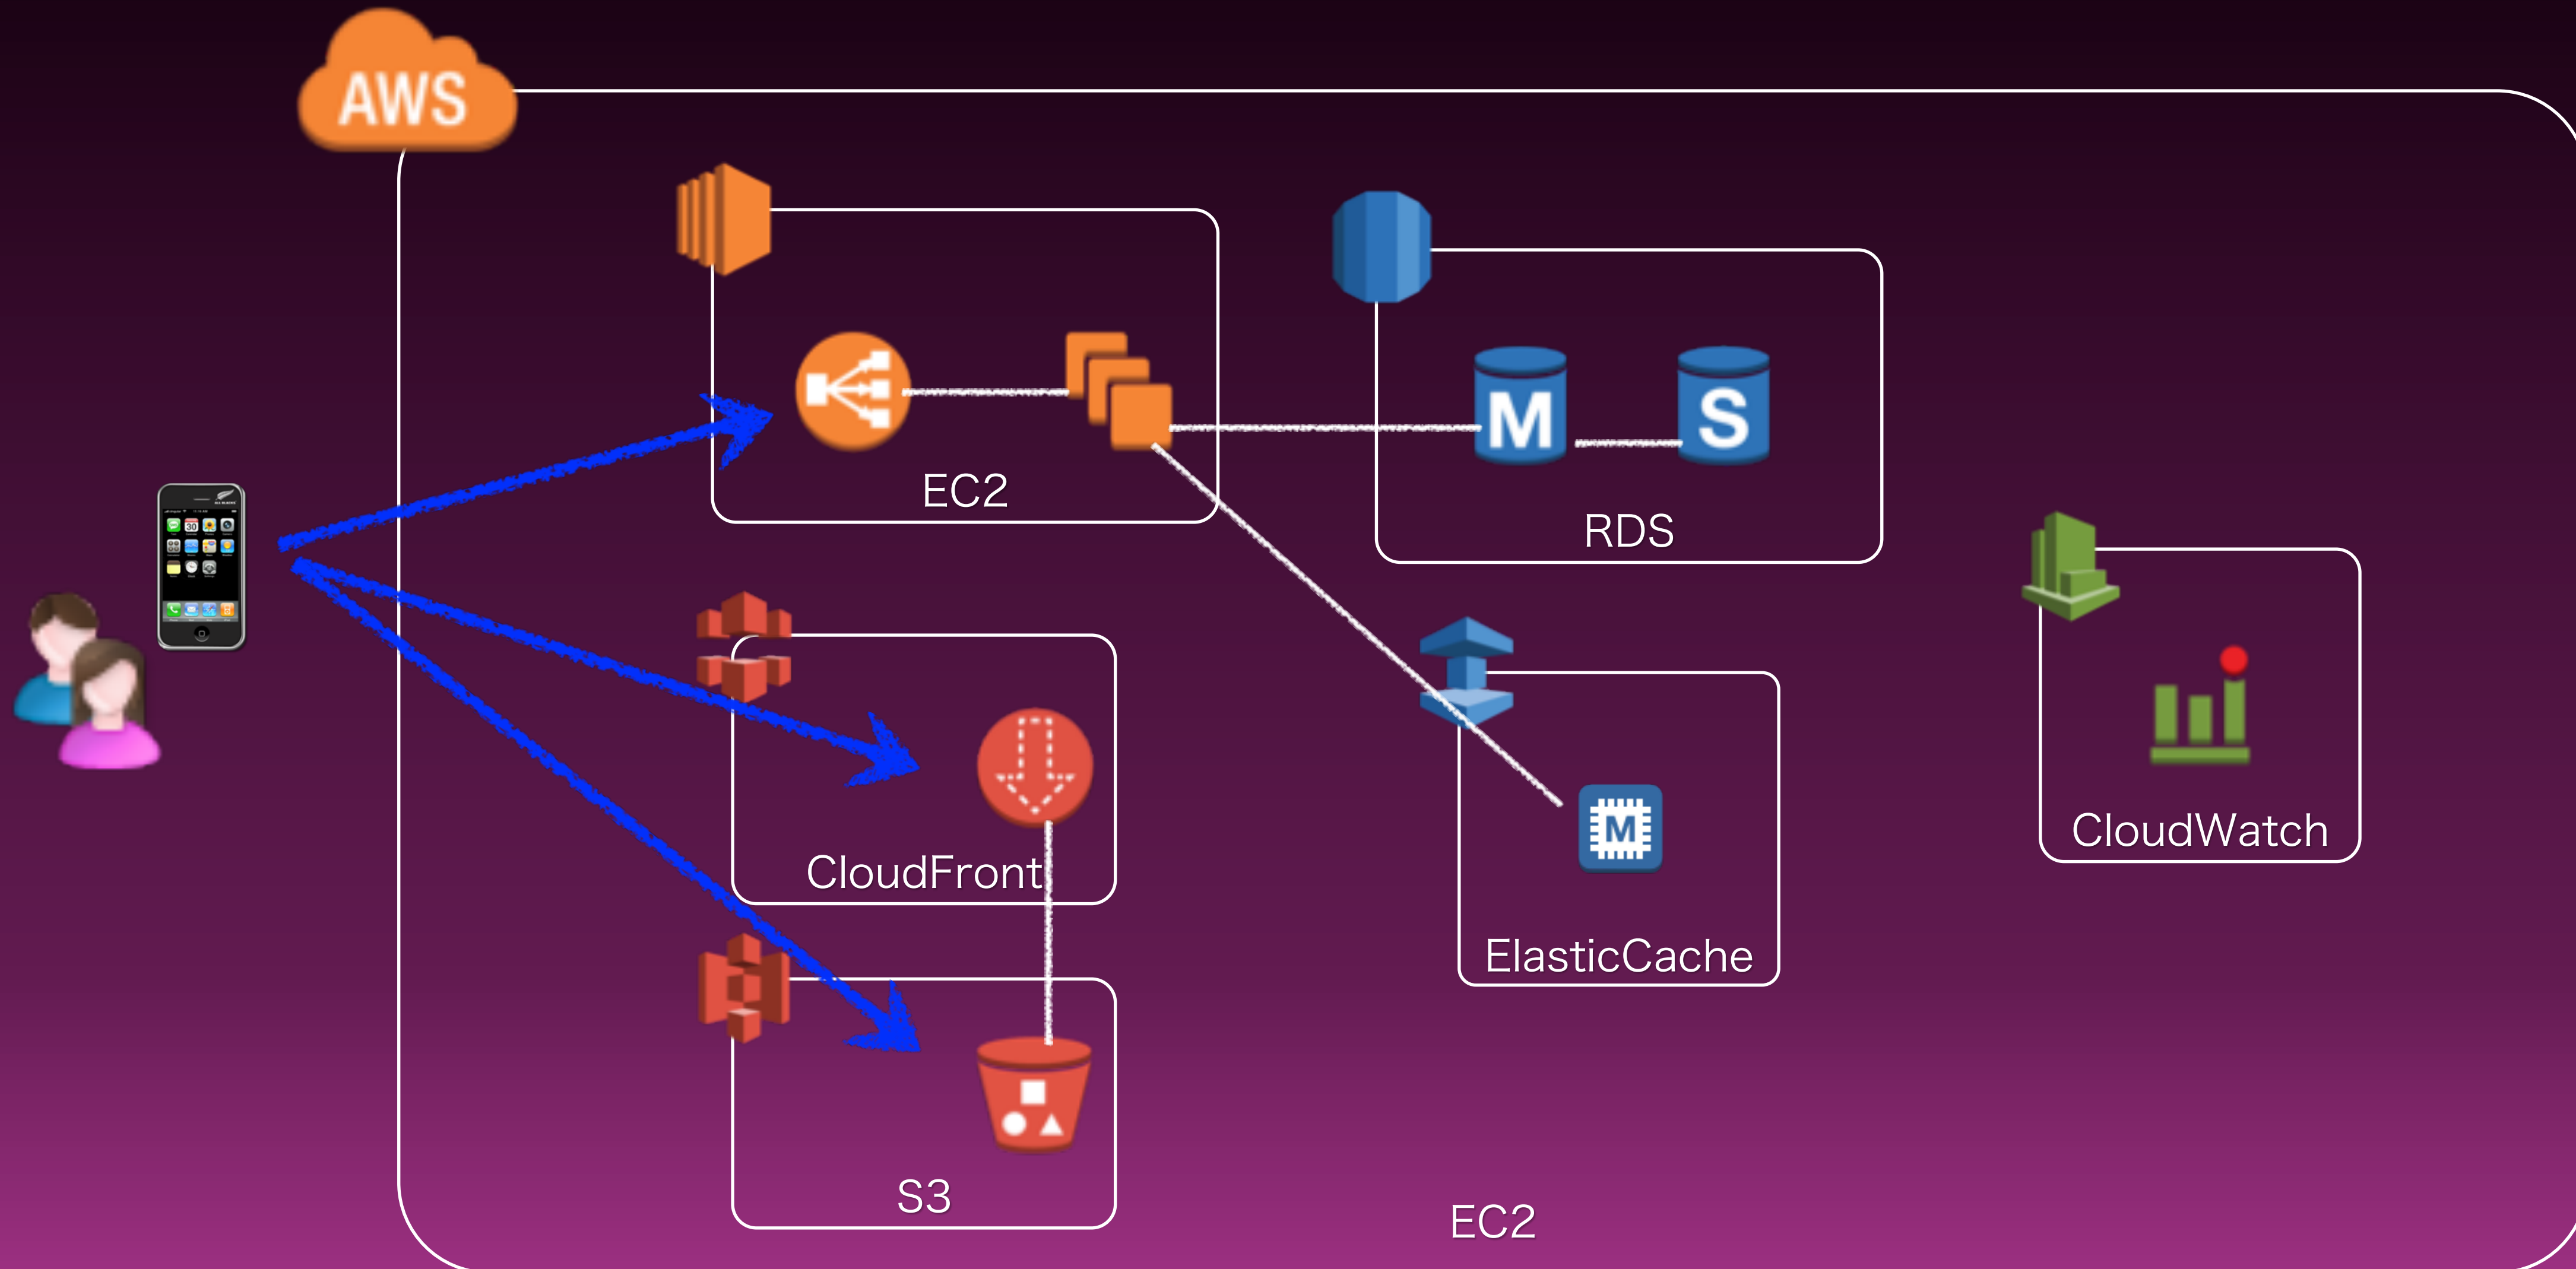 AWS
EC2
M
S
RDS
CloudFront
M
ElasticCache
CloudWatch
S3
EC2